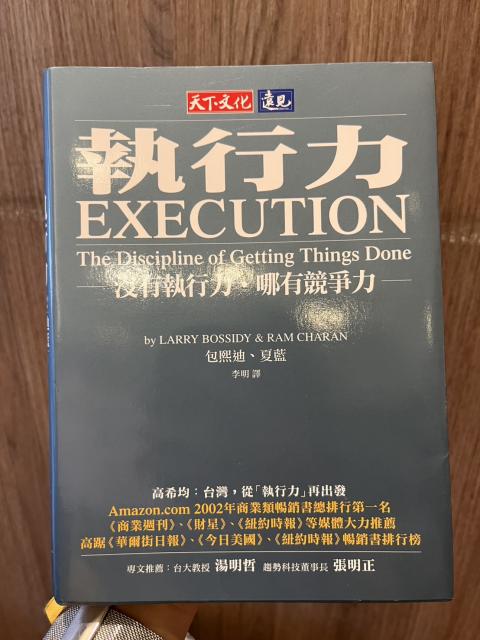 天下文化 遠見
執行力
EXECUTION
The Discipline of Getting Things Done
沒有執行力、哪有競爭力
by LARRY BOSSIDY & RAM CHARAN
包熙迪、夏藍
李明 譯
高希均：台灣，從「執行力」再出發
Amazon.com 2002年商業類暢銷書總排行第一名
《商業週刊》、《財星》、《紐約時報》等媒體大力推薦
高踞《華爾街日報》、《今日美國》、《紐約時報》暢銷書排行榜
專文推薦：台大教授 湯明哲 趨勢科技董事長 張明正